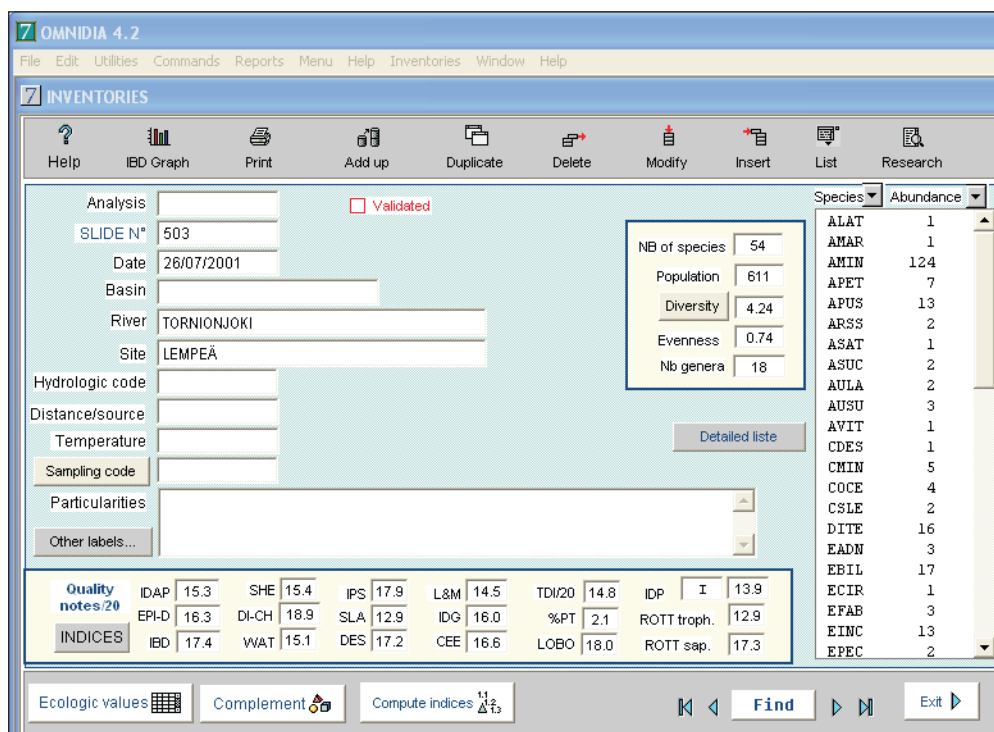 7 OMNIDIA 4.2
File Edit Utilities Commands Reports Menu Help Inventories Window Help
7 INVENTORIES
? Help IBD Graph Print Add up Duplicate Delete Modify Insert List Research
Analysis
Validated
SLIDE N° 503
Date 26/07/2001
Basin
River TORNIONJOKI
Site LEMPEÄ
Hydrologic code
Distance/source
Temperature
Sampling code
Particularities
Other labels...
NB of species 54
Population 611
Diversity 4.24
Evenness 0.74
Nb genera 18
Detailed liste
Species Abundance
ALAT 1
AMAR 1
AMIN 124
APET 7
APUS 13
ARSS 2
ASAT 1
ASUC 2
AULA 2
AUSU 3
AVIT 1
CDES 1
CMIN 5
COCE 4
CSLE 2
DITE 16
EADN 3
EBIL 17
ECIR 1
EFAB 3
EINC 13
EPEC 2
Quality notes/20
INDICES
IDAP 15.3 SHE 15.4 IPS 17.9 L&M 14.5 TDI/20 14.8 IDP I 13.9
EPI-D 16.3 DI-CH 18.9 SLA 12.9 IDG 16.0 %PT 2.1 ROTT troph. 12.9
IBD 17.4 WAT 15.1 DES 17.2 CEE 16.6 LOBO 18.0 ROTT sap. 17.3
Ecologic values Complement Compute indices 1,1 1,2 1,3 Find Exit